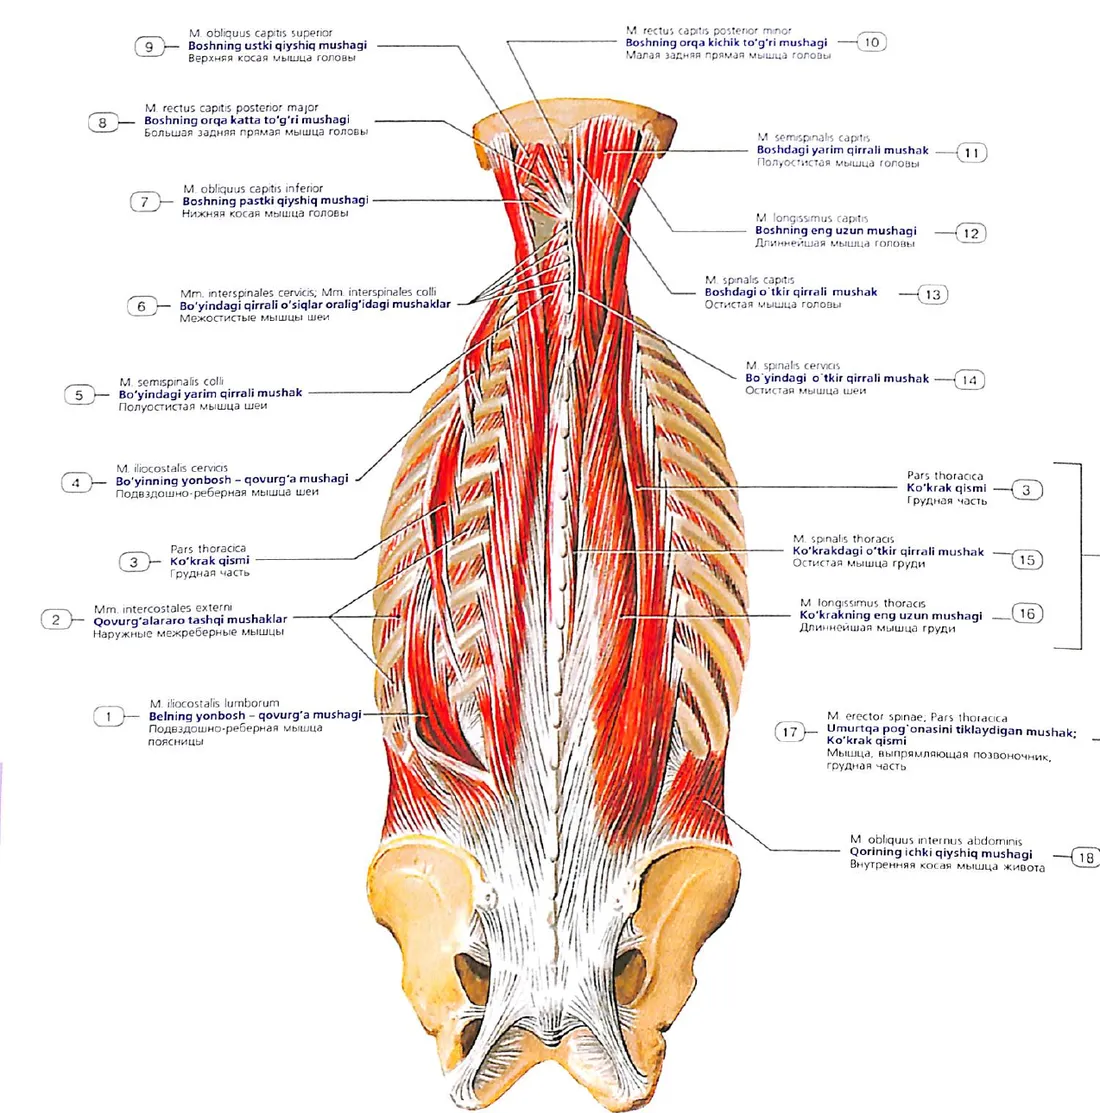 9
M. obliquus capitis superior
Boshning ustki qiyshiq mushagi
Верхняя косая мышца головы
8
M. rectus capitis posterior major
Boshning orqa katta to'g'ri mushagi
Большая задняя прямая мышца головы
7
M. obliquus capitis inferior
Boshning pastki qiyshiq mushagi
Нижняя косая мышца головы
6
Mm. interspinales cervicis; Mm. interspinales colli
Bo'yindagi qirrali o'siqlar oralig'idagi mushaklar
Межостистые мышцы шеи
5
M. semispinalis colli
Bo'yindagi yarim qirrali mushak
Полуостистая мышца шеи
4
M. iliocostalis cervicis
Bo'yinning yonbosh – qovurg'a mushagi
Подвздошно-реберная мышца шеи
3
Pars thoracica
Ko'krak qismi
Грудная часть
2
Mm. intercostales externi
Qovurg'alararo tashqi mushaklar
Наружные межреберные мышцы
1
M. iliocostalis lumborum
Belning yonbosh – qovurg'a mushagi
Подвздошно-реберная мышца
поясницы
M. rectus capitis posterior minor
Boshning orqa kichik to'g'ri mushagi
Малая задняя прямая мышца головы
10
M. semispinalis capitis
Boshdagi yarim qirrali mushak
Полуостистая мышца головы
11
M. longissimus capitis
Boshning eng uzun mushagi
Длиннейшая мышца головы
12
M. spinalis capitis
Boshdagi o`tkir qirrali mushak
Остистая мышца головы
13
M. spinalis cervicis
Bo`yindagi o`tkir qirrali mushak
Остистая мышца шеи
14
Pars thoracica
Ko'krak qismi
Грудная часть
3
M. spinalis thoracis
Ko'krakdagi o'tkir qirrali mushak
Остистая мышца груди
15
M. longissimus thoracis
Ko'krakning eng uzun mushagi
Длиннейшая мышца груди
16
17
M. erector spinae; Pars thoracica
Umurtqa pog`onasini tiklaydigan mushak;
Ko'krak qismi
Мышца, выпрямляющая позвоночник,
грудная часть
M. obliquus internus abdominis
Qorining ichki qiyshiq mushagi
Внутренняя косая мышца живота
18